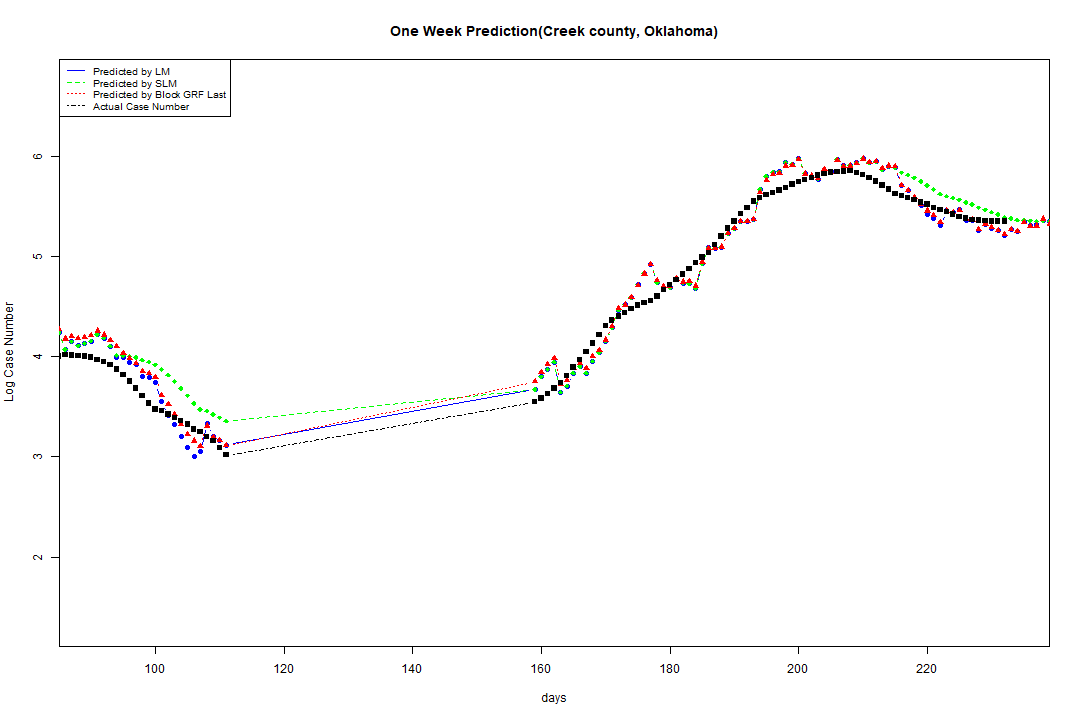 One Week Prediction(Creek county, Oklahoma)
Predicted by LM
Predicted by SLM
Predicted by Block GRF Last
Actual Case Number
6
5
4
3
2
Log Case Number
100 120 140 160 180 200 220
days